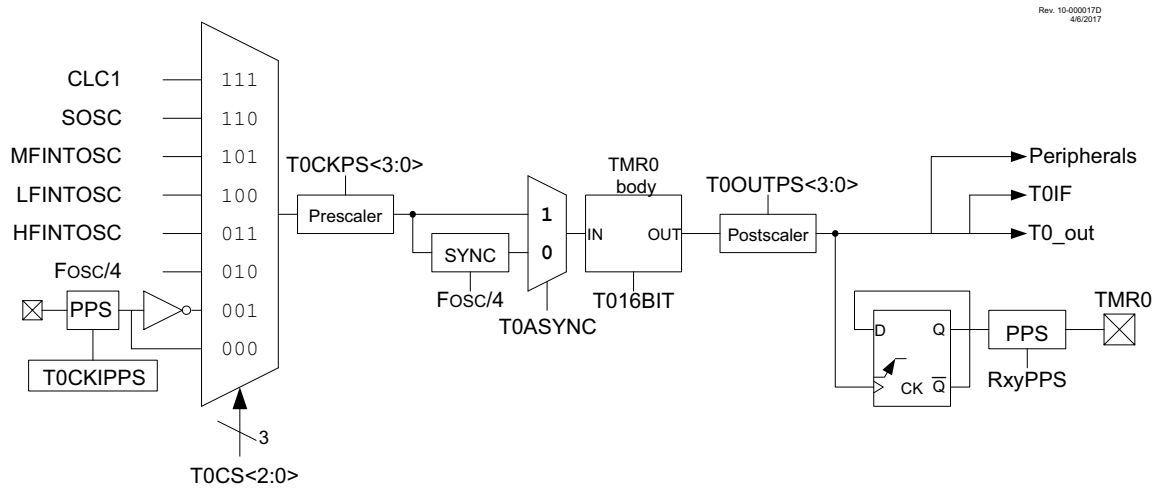 Rev. 10-000017D
4/6/2017
CLC1
111
SOSC
110
MFINTOSC
101
LFINTOSC
100
HFINTOSC
011
FOSC/4
010
PPS
001
000
T0CKIPPS
3
T0CS<2:0>
T0CKPS<3:0>
Prescaler
SYNC
FOSC/4
1
0
T0ASYNC
TMR0
body
IN OUT
T016BIT
T0OUTPS<3:0>
Postscaler
Peripherals
T0IF
T0_out
D Q
CK Q
PPS
RxyPPS
TMR0